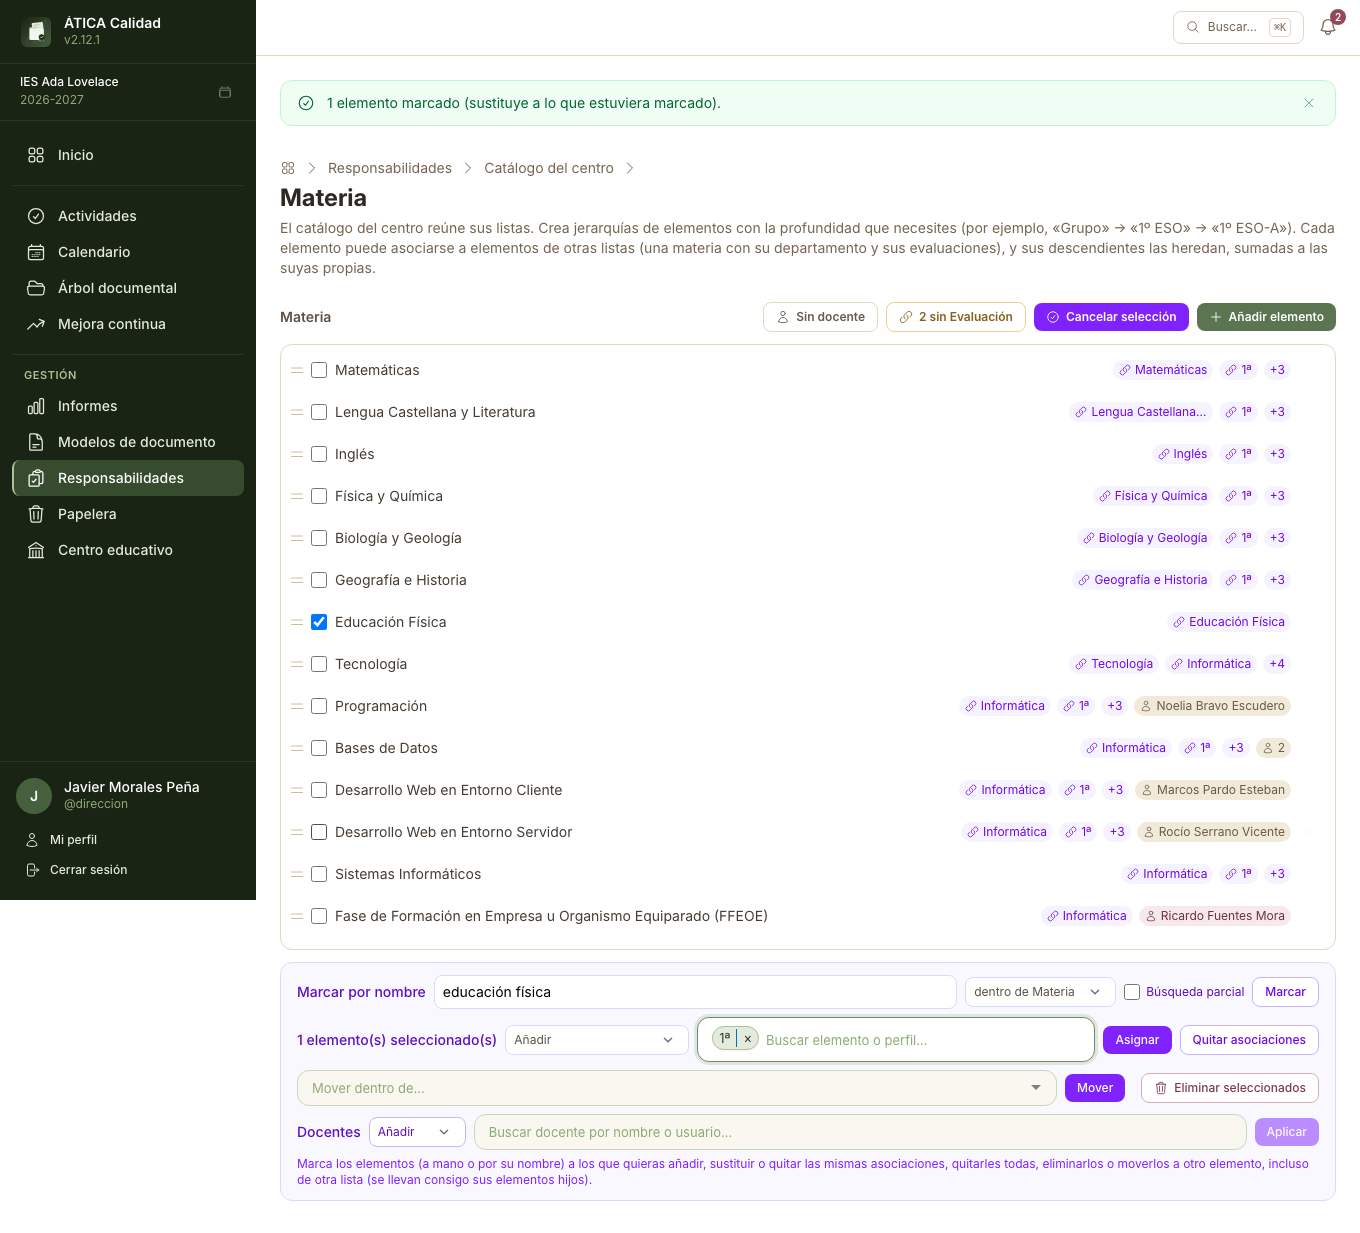 ÁTICA Calidad
v2.12.1
IES Ada Lovelace
2026-2027
Inicio
Actividades
Calendario
Árbol documental
Mejora continua
GESTIÓN
Informes
Modelos de documento
Responsabilidades
Papelera
Centro educativo
J
Javier Morales Peña
@direccion
Mi perfil
Cerrar sesión
Buscar... ⌘K
2
1 elemento marcado (sustituye a lo que estuviera marcado).
Responsabilidades
Catálogo del centro
Materia
El catálogo del centro reúne sus listas. Crea jerarquías de elementos con la profundidad que necesites (por ejemplo, «Grupo» → «1º ESO» → «1º ESO-A»). Cada
elemento puede asociarse a elementos de otras listas (una materia con su departamento y sus evaluaciones), y sus descendientes las heredan, sumadas a las
suyas propias.
Materia
Sin docente
2 sin Evaluación
Cancelar selección
Añadir elemento
Matemáticas Matemáticas 1ª +3
Lengua Castellana y Literatura Lengua Castellana... 1ª +3
Inglés Inglés 1ª +3
Física y Química Física y Química 1ª +3
Biología y Geología Biología y Geología 1ª +3
Geografía e Historia Geografía e Historia 1ª +3
Educación Física Educación Física
Tecnología Tecnología Informática +4
Programación Informática 1ª +3 Noelia Bravo Escudero
Bases de Datos Informática 1ª +3 2
Desarrollo Web en Entorno Cliente Informática 1ª +3 Marcos Pardo Esteban
Desarrollo Web en Entorno Servidor Informática 1ª +3 Rocío Serrano Vicente
Sistemas Informáticos Informática 1ª +3
Fase de Formación en Empresa u Organismo Equiparado (FFEOE) Informática Ricardo Fuentes Mora
Marcar por nombre educación física dentro de Materia Búsqueda parcial Marcar
1 elemento(s) seleccionado(s) Añadir 1ª × Buscar elemento o perfil... Asignar Quitar asociaciones
Mover dentro de... Mover Eliminar seleccionados
Docentes Añadir Buscar docente por nombre o usuario... Aplicar
Marca los elementos (a mano o por su nombre) a los que quieras añadir, sustituir o quitar las mismas asociaciones, quitarles todas, eliminarlos o moverlos a otro elemento, incluso
de otra lista (se llevan consigo sus elementos hijos).